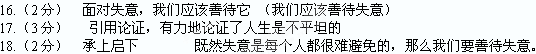 16.（2分） 面对失意，我们应该善待它 （我们应该善待失意）
17.（3分） 引用论证，有力地论证了人生是不平坦的
18.（2分） 承上启下 既然失意是每个人都很难避免的，那么我们要善待失意。